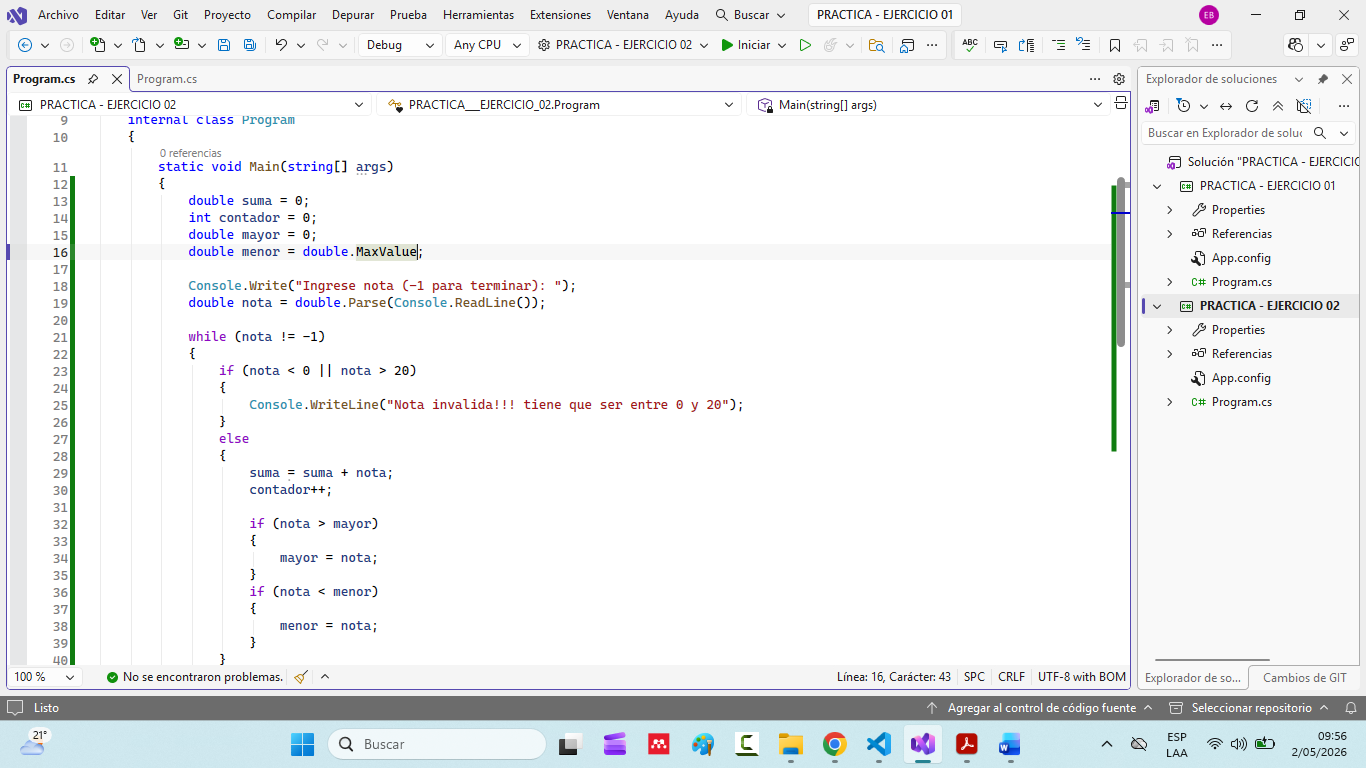 Archivo Editar Ver Git Proyecto Compilar Depurar Prueba Herramientas Extensiones Ventana Ayuda Buscar PRACTICA - EJERCICIO 01 EB
Debug Any CPU PRACTICA - EJERCICIO 02 Iniciar
Program.cs Program.cs
PRACTICA - EJERCICIO 02 PRACTICA___EJERCICIO_02.Program Main(string[] args)
9 internal class Program
10 {
0 referencias
11 static void Main(string[] args)
12 {
13 double suma = 0;
14 int contador = 0;
15 double mayor = 0;
16 double menor = double.MaxValue;
17
18 Console.Write("Ingrese nota (-1 para terminar): ");
19 double nota = double.Parse(Console.ReadLine());
20
21 while (nota != -1)
22 {
23 if (nota < 0 || nota > 20)
24 {
25 Console.WriteLine("Nota invalida!!! tiene que ser entre 0 y 20");
26 }
27 else
28 {
29 suma = suma + nota;
30 contador++;
31
32 if (nota > mayor)
33 {
34 mayor = nota;
35 }
36 if (nota < menor)
37 {
38 menor = nota;
39 }
40 }
100 % No se encontraron problemas. Línea: 16, Carácter: 43 SPC CRLF UTF-8 with BOM
Explorador de soluciones
Buscar en Explorador de soluc
Solución "PRACTICA - EJERCICIO
C# PRACTICA - EJERCICIO 01
Properties
Referencias
App.config
C# Program.cs
C# PRACTICA - EJERCICIO 02
Properties
Referencias
App.config
C# Program.cs
Explorador de so... Cambios de GIT
Listo Agregar al control de código fuente Seleccionar repositorio
21° Buscar ESP LAA 09:56 2/05/2026